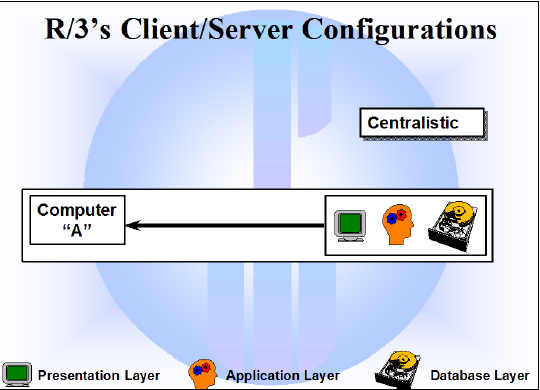 R/3's Client/Server Configurations
Centralistic
Computer
“A”
Presentation Layer
Application Layer
Database Layer